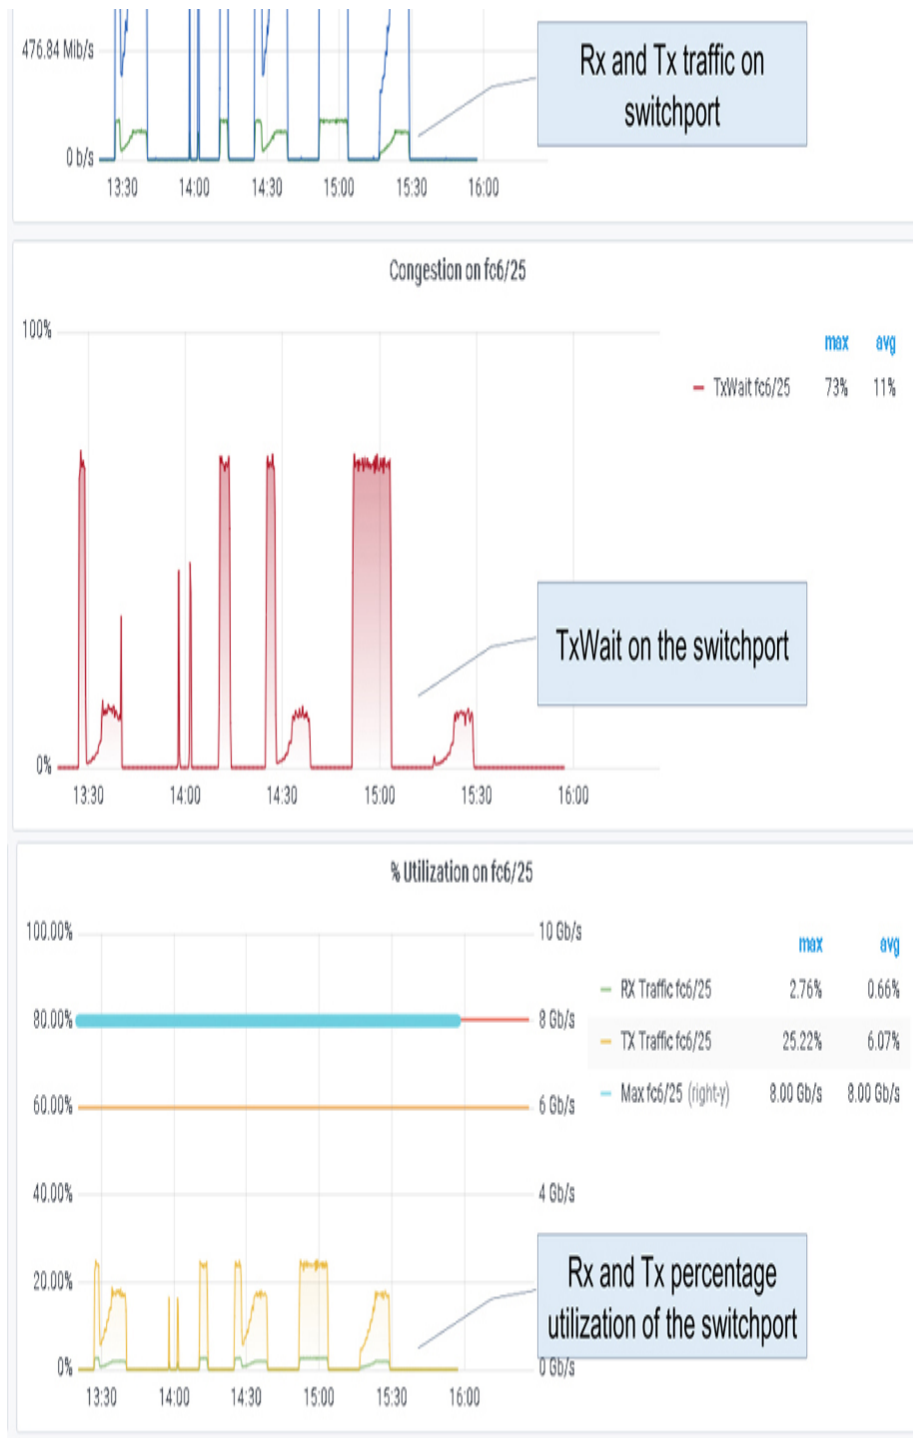 476.84 Mib/s
0 b/s
13:30 14:00 14:30 15:00 15:30 16:00
Rx and Tx traffic on
switchport
Congestion on fc6/25
100%
0%
13:30 14:00 14:30 15:00 15:30 16:00
max avg
TxWait fc6/25 73% 11%
TxWait on the switchport
% Utilization on fc6/25
100.00% 10 Gb/s
80.00% 8 Gb/s
60.00% 6 Gb/s
40.00% 4 Gb/s
20.00%
0% 0 Gb/s
13:30 14:00 14:30 15:00 15:30 16:00
max avg
RX Traffic fc6/25 2.76% 0.66%
TX Traffic fc6/25 25.22% 6.07%
Max fc6/25 (right-y) 8.00 Gb/s 8.00 Gb/s
Rx and Tx percentage
utilization of the switchport